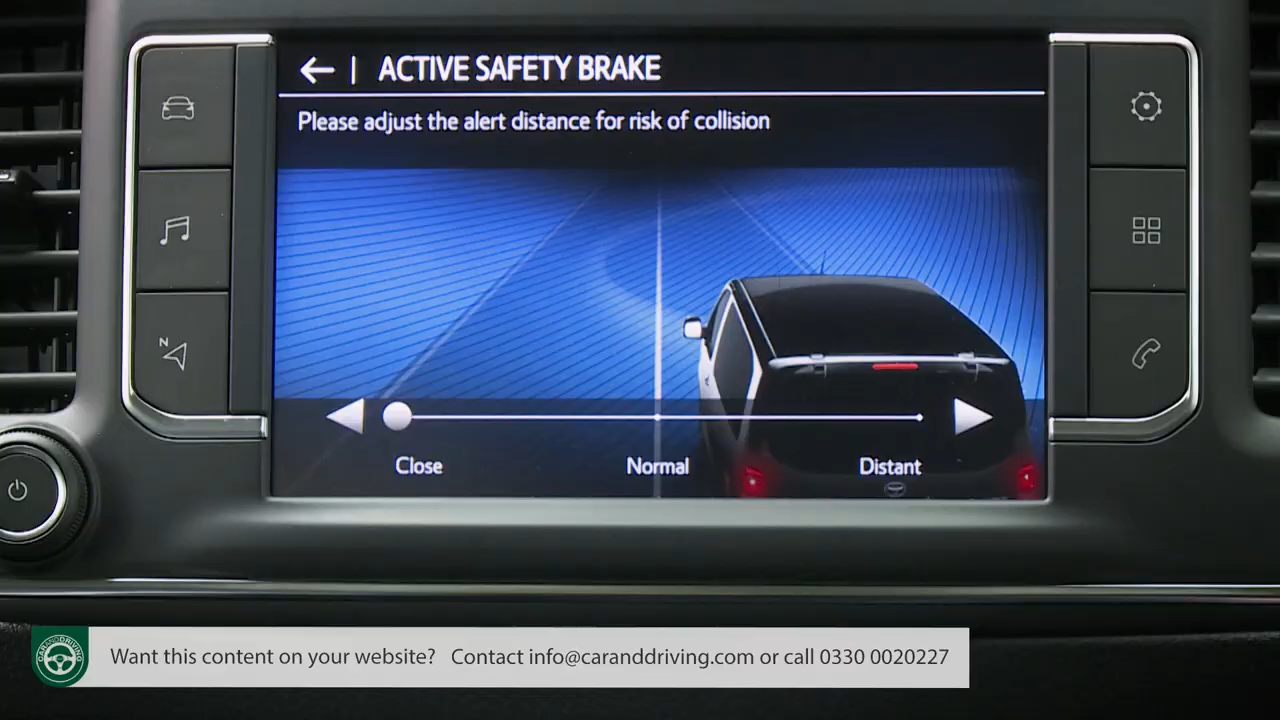 ← | ACTIVE SAFETY BRAKE
Please adjust the alert distance for risk of collision
N
Close Normal Distant
CARANDDRIVING
Want this content on your website? Contact info@caranddriving.com or call 0330 0020227